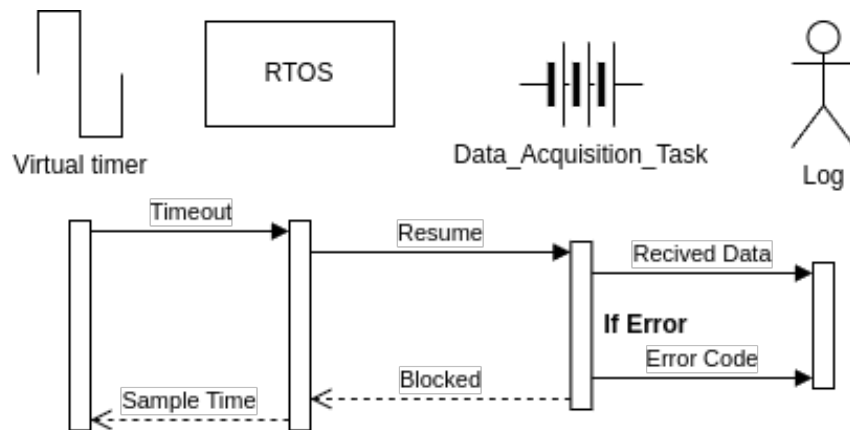 RTOS
Data_Acquisition_Task
Virtual timer
Log
Timeout
Resume
Recived Data
If Error
Error Code
Blocked
Sample Time